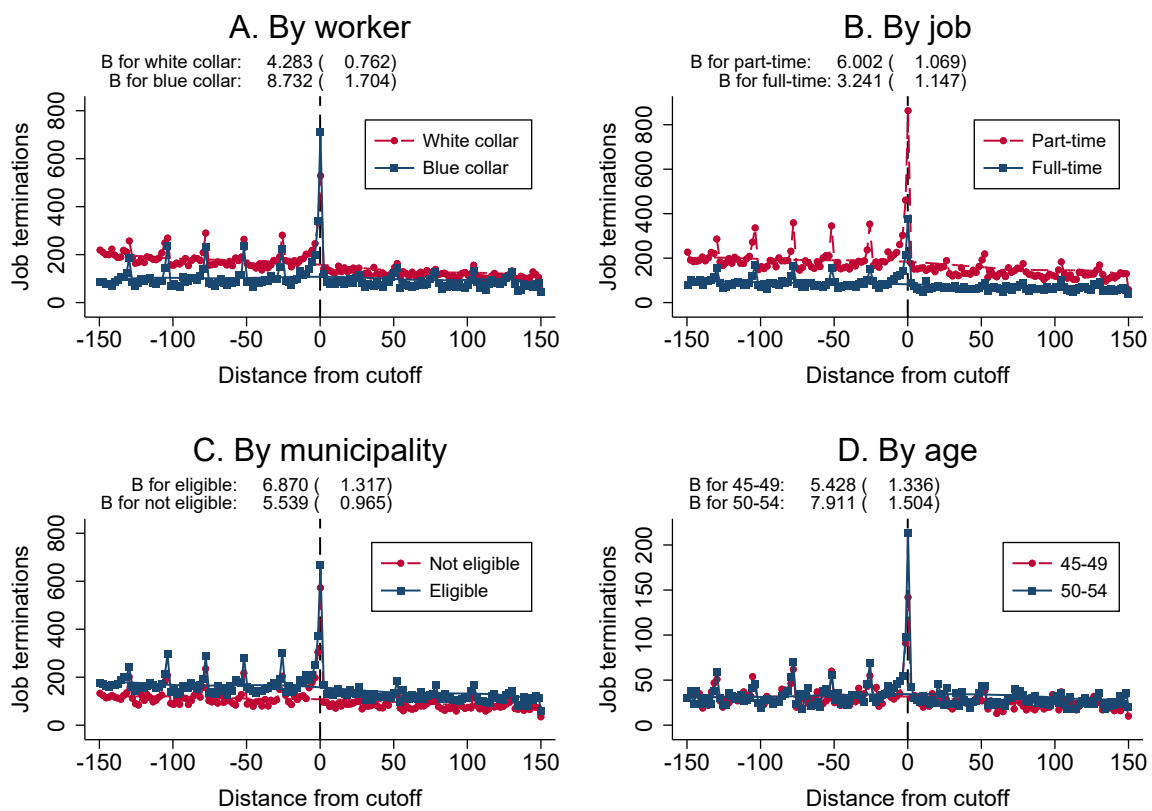 A. By worker
B for white collar: 4.283 ( 0.762)
B for blue collar: 8.732 ( 1.704)
Job terminations
0 200 400 600 800
White collar
Blue collar
-150 -100 -50 0 50 100 150
Distance from cutoff
B. By job
B for part-time: 6.002 ( 1.069)
B for full-time: 3.241 ( 1.147)
Job terminations
0 200 400 600 800
Part-time
Full-time
-150 -100 -50 0 50 100 150
Distance from cutoff
C. By municipality
B for eligible: 6.870 ( 1.317)
B for not eligible: 5.539 ( 0.965)
Job terminations
0 200 400 600 800
Not eligible
Eligible
-150 -100 -50 0 50 100 150
Distance from cutoff
D. By age
B for 45-49: 5.428 ( 1.336)
B for 50-54: 7.911 ( 1.504)
Job terminations
0 50 100 150 200
45-49
50-54
-150 -100 -50 0 50 100 150
Distance from cutoff